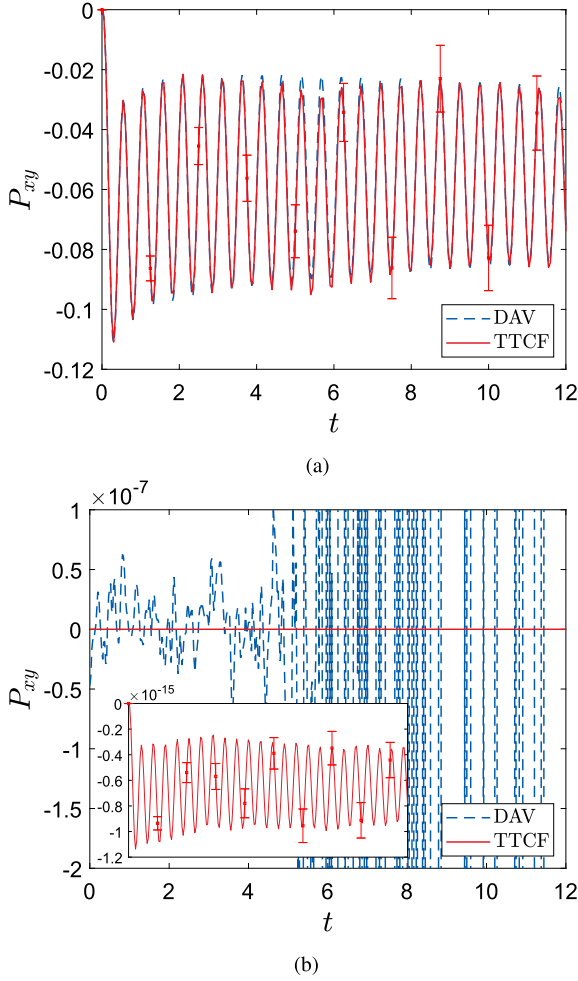 0
-0.02
-0.04
-0.06
-0.08
-0.1
-0.12
P_xy
DAV
TTCF
0 2 4 6 8 10 12
t
(a)
× 10^-7
1
0.5
0
-0.5
-1
-1.5
-2
P_xy
× 10^-15
0
-0.2
-0.4
-0.6
-0.8
-1
-1.2
DAV
TTCF
0 2 4 6 8 10 12
t
(b)